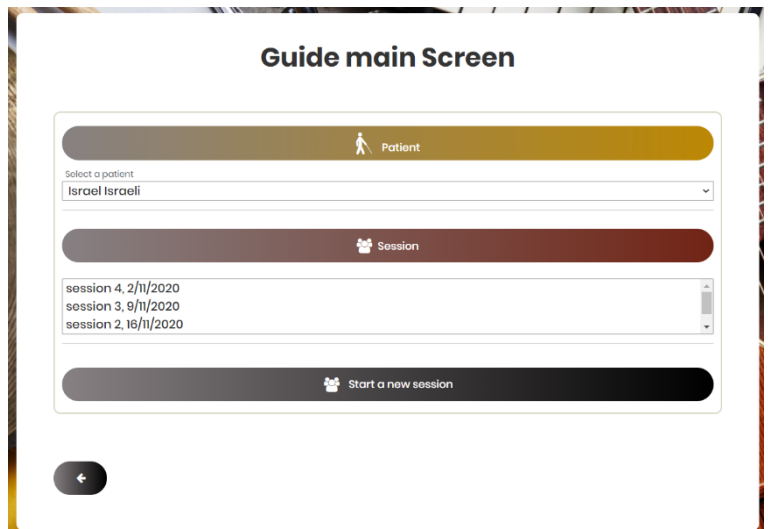 Guide main Screen
Patient
Select a patient
Israel Israeli
Session
session 4, 2/11/2020
session 3, 9/11/2020
session 2, 16/11/2020
Start a new session